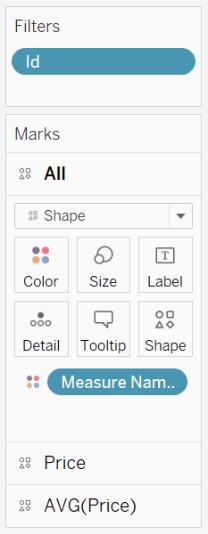 Filters
Id
Marks
All
Shape
Color Size Label
Detail Tooltip Shape
Measure Nam..
Price
AVG(Price)